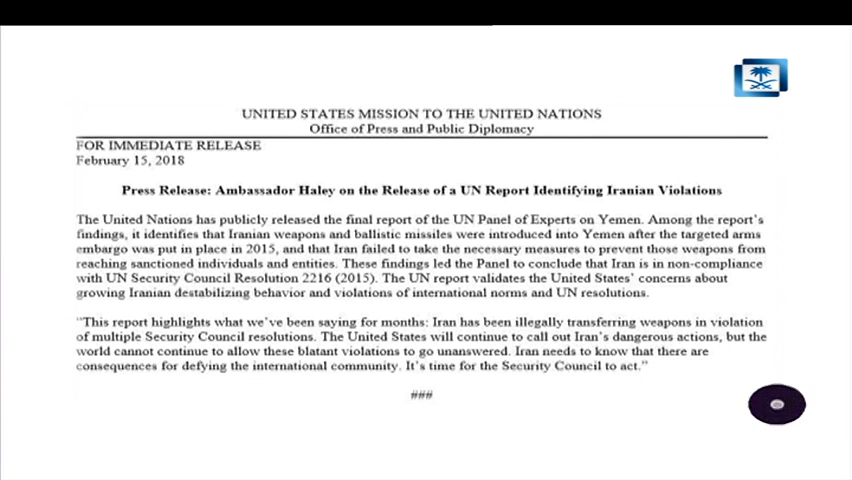 UNITED STATES MISSION TO THE UNITED NATIONS
Office of Press and Public Diplomacy
FOR IMMEDIATE RELEASE
February 15, 2018
Press Release: Ambassador Haley on the Release of a UN Report Identifying Iranian Violations
The United Nations has publicly released the final report of the UN Panel of Experts on Yemen. Among the report's
findings, it identifies that Iranian weapons and ballistic missiles were introduced into Yemen after the targeted arms
embargo was put in place in 2015, and that Iran failed to take the necessary measures to prevent those weapons from
reaching sanctioned individuals and entities. These findings led the Panel to conclude that Iran is in non-compliance
with UN Security Council Resolution 2216 (2015). The UN report validates the United States' concerns about
growing Iranian destabilizing behavior and violations of international norms and UN resolutions.
"This report highlights what we've been saying for months: Iran has been illegally transferring weapons in violation
of multiple Security Council resolutions. The United States will continue to call out Iran's dangerous actions, but the
world cannot continue to allow these blatant violations to go unanswered. Iran needs to know that there are
consequences for defying the international community. It's time for the Security Council to act."
###